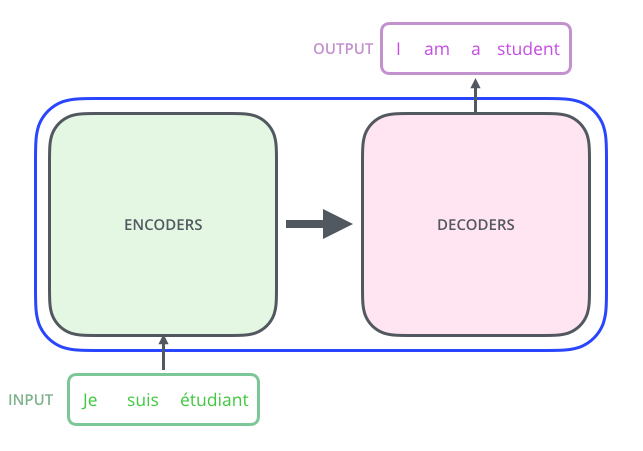 OUTPUT I am a student
ENCODERS DECODERS
INPUT Je suis étudiant